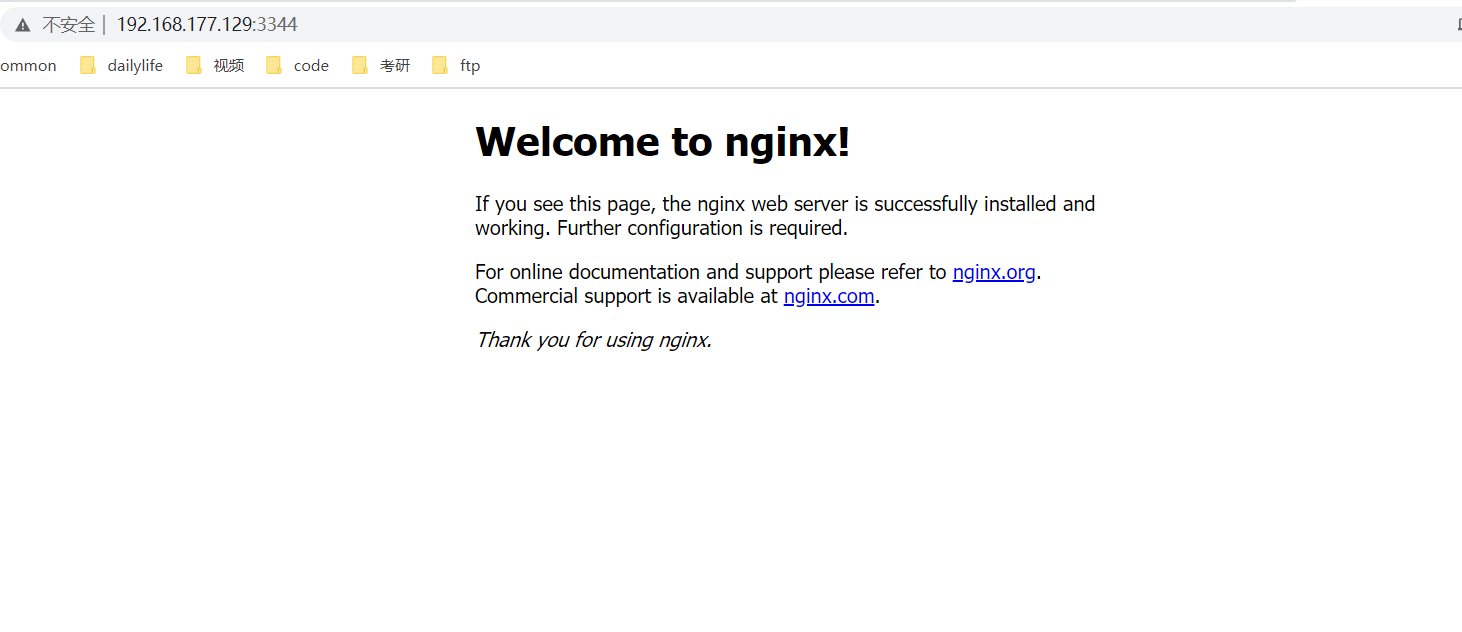 不安全 | 192.168.177.129:3344
ommon dailylife 视频 code 考研 ftp
Welcome to nginx!
If you see this page, the nginx web server is successfully installed and
working. Further configuration is required.
For online documentation and support please refer to nginx.org.
Commercial support is available at nginx.com.
Thank you for using nginx.